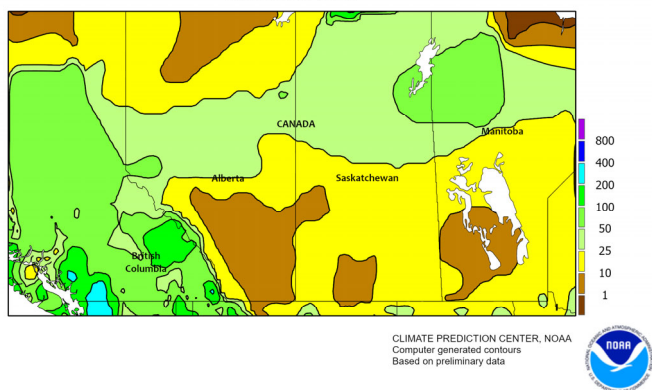 CANADA
Manitoba
Alberta
Saskatchewan
British
Columbia
800
400
200
100
50
25
10
1
CLIMATE PREDICTION CENTER, NOAA
Computer generated contours
Based on preliminary data
NOAA